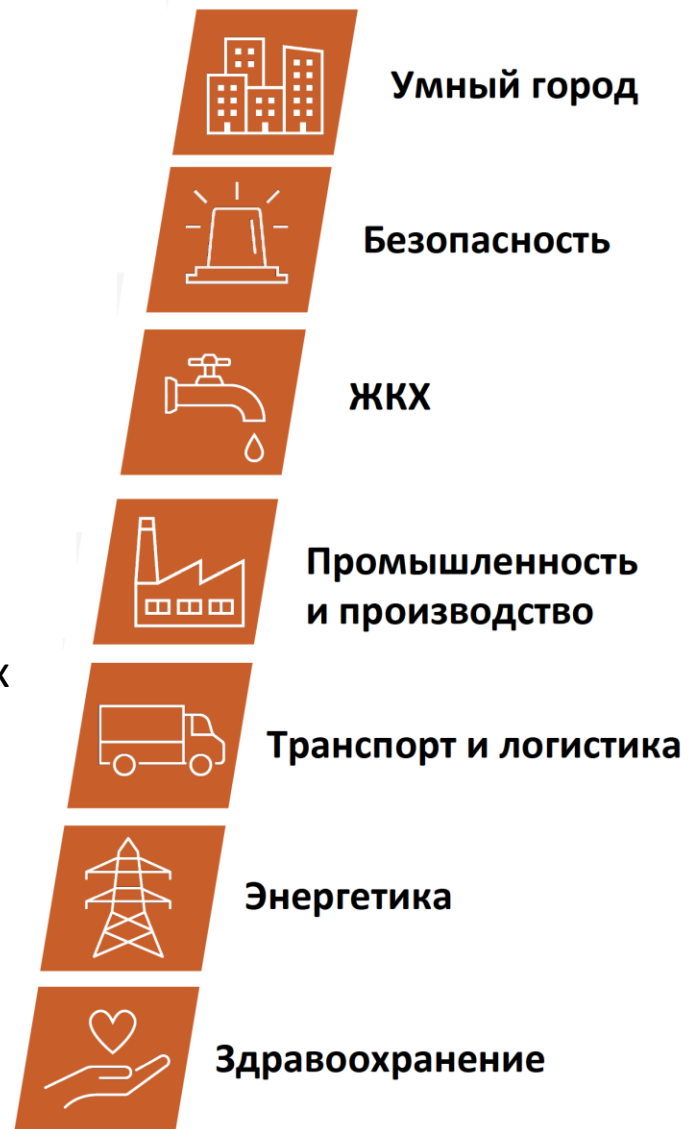 Умный город
Безопасность
ЖКХ
Промышленность
и производство
х
Транспорт и логистика
Энергетика
Здравоохранение